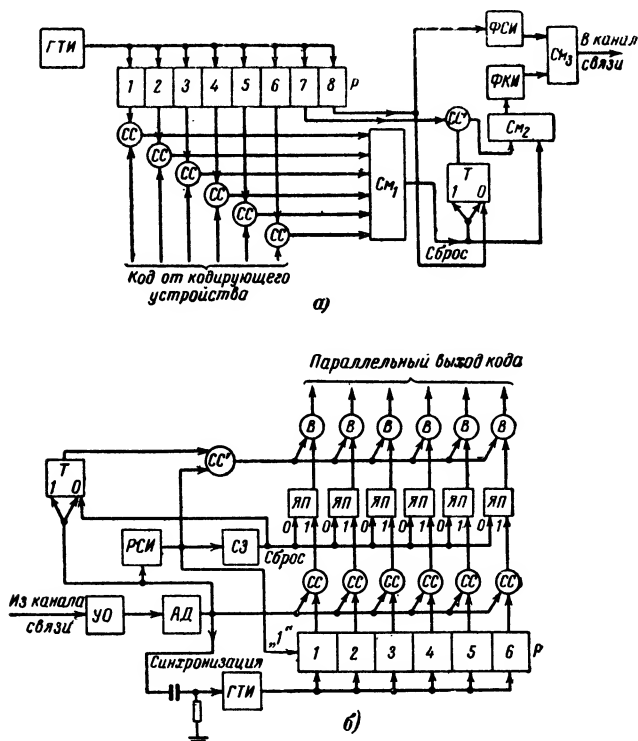 ГТИ
1 2 3 4 5 6 7 8 Р
ФСИ
В канал
связи
См₃
ФКИ
СС СС СС СС СС СС
См₁
СС'
См₂
Т
1 0
Сброс
Код от кодирующего
устройства
а)
Параллельный выход кода
В В В В В В
СС'
Т
1 0
ЯП ЯП ЯП ЯП ЯП ЯП
0 1 0 1 0 1 0 1 0 1 0 1
РСИ
СЗ
Сброс
СС СС СС СС СС СС
Из канала
связи
УО
АД
„1“
1 2 3 4 5 6 Р
Синхронизация
ГТИ
б)